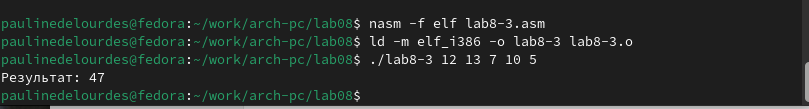 paulinedelourdes@fedora:~/work/arch-pc/lab08$ nasm -f elf lab8-3.asm
paulinedelourdes@fedora:~/work/arch-pc/lab08$ ld -m elf_i386 -o lab8-3 lab8-3.o
paulinedelourdes@fedora:~/work/arch-pc/lab08$ ./lab8-3 12 13 7 10 5
Результат: 47
paulinedelourdes@fedora:~/work/arch-pc/lab08$